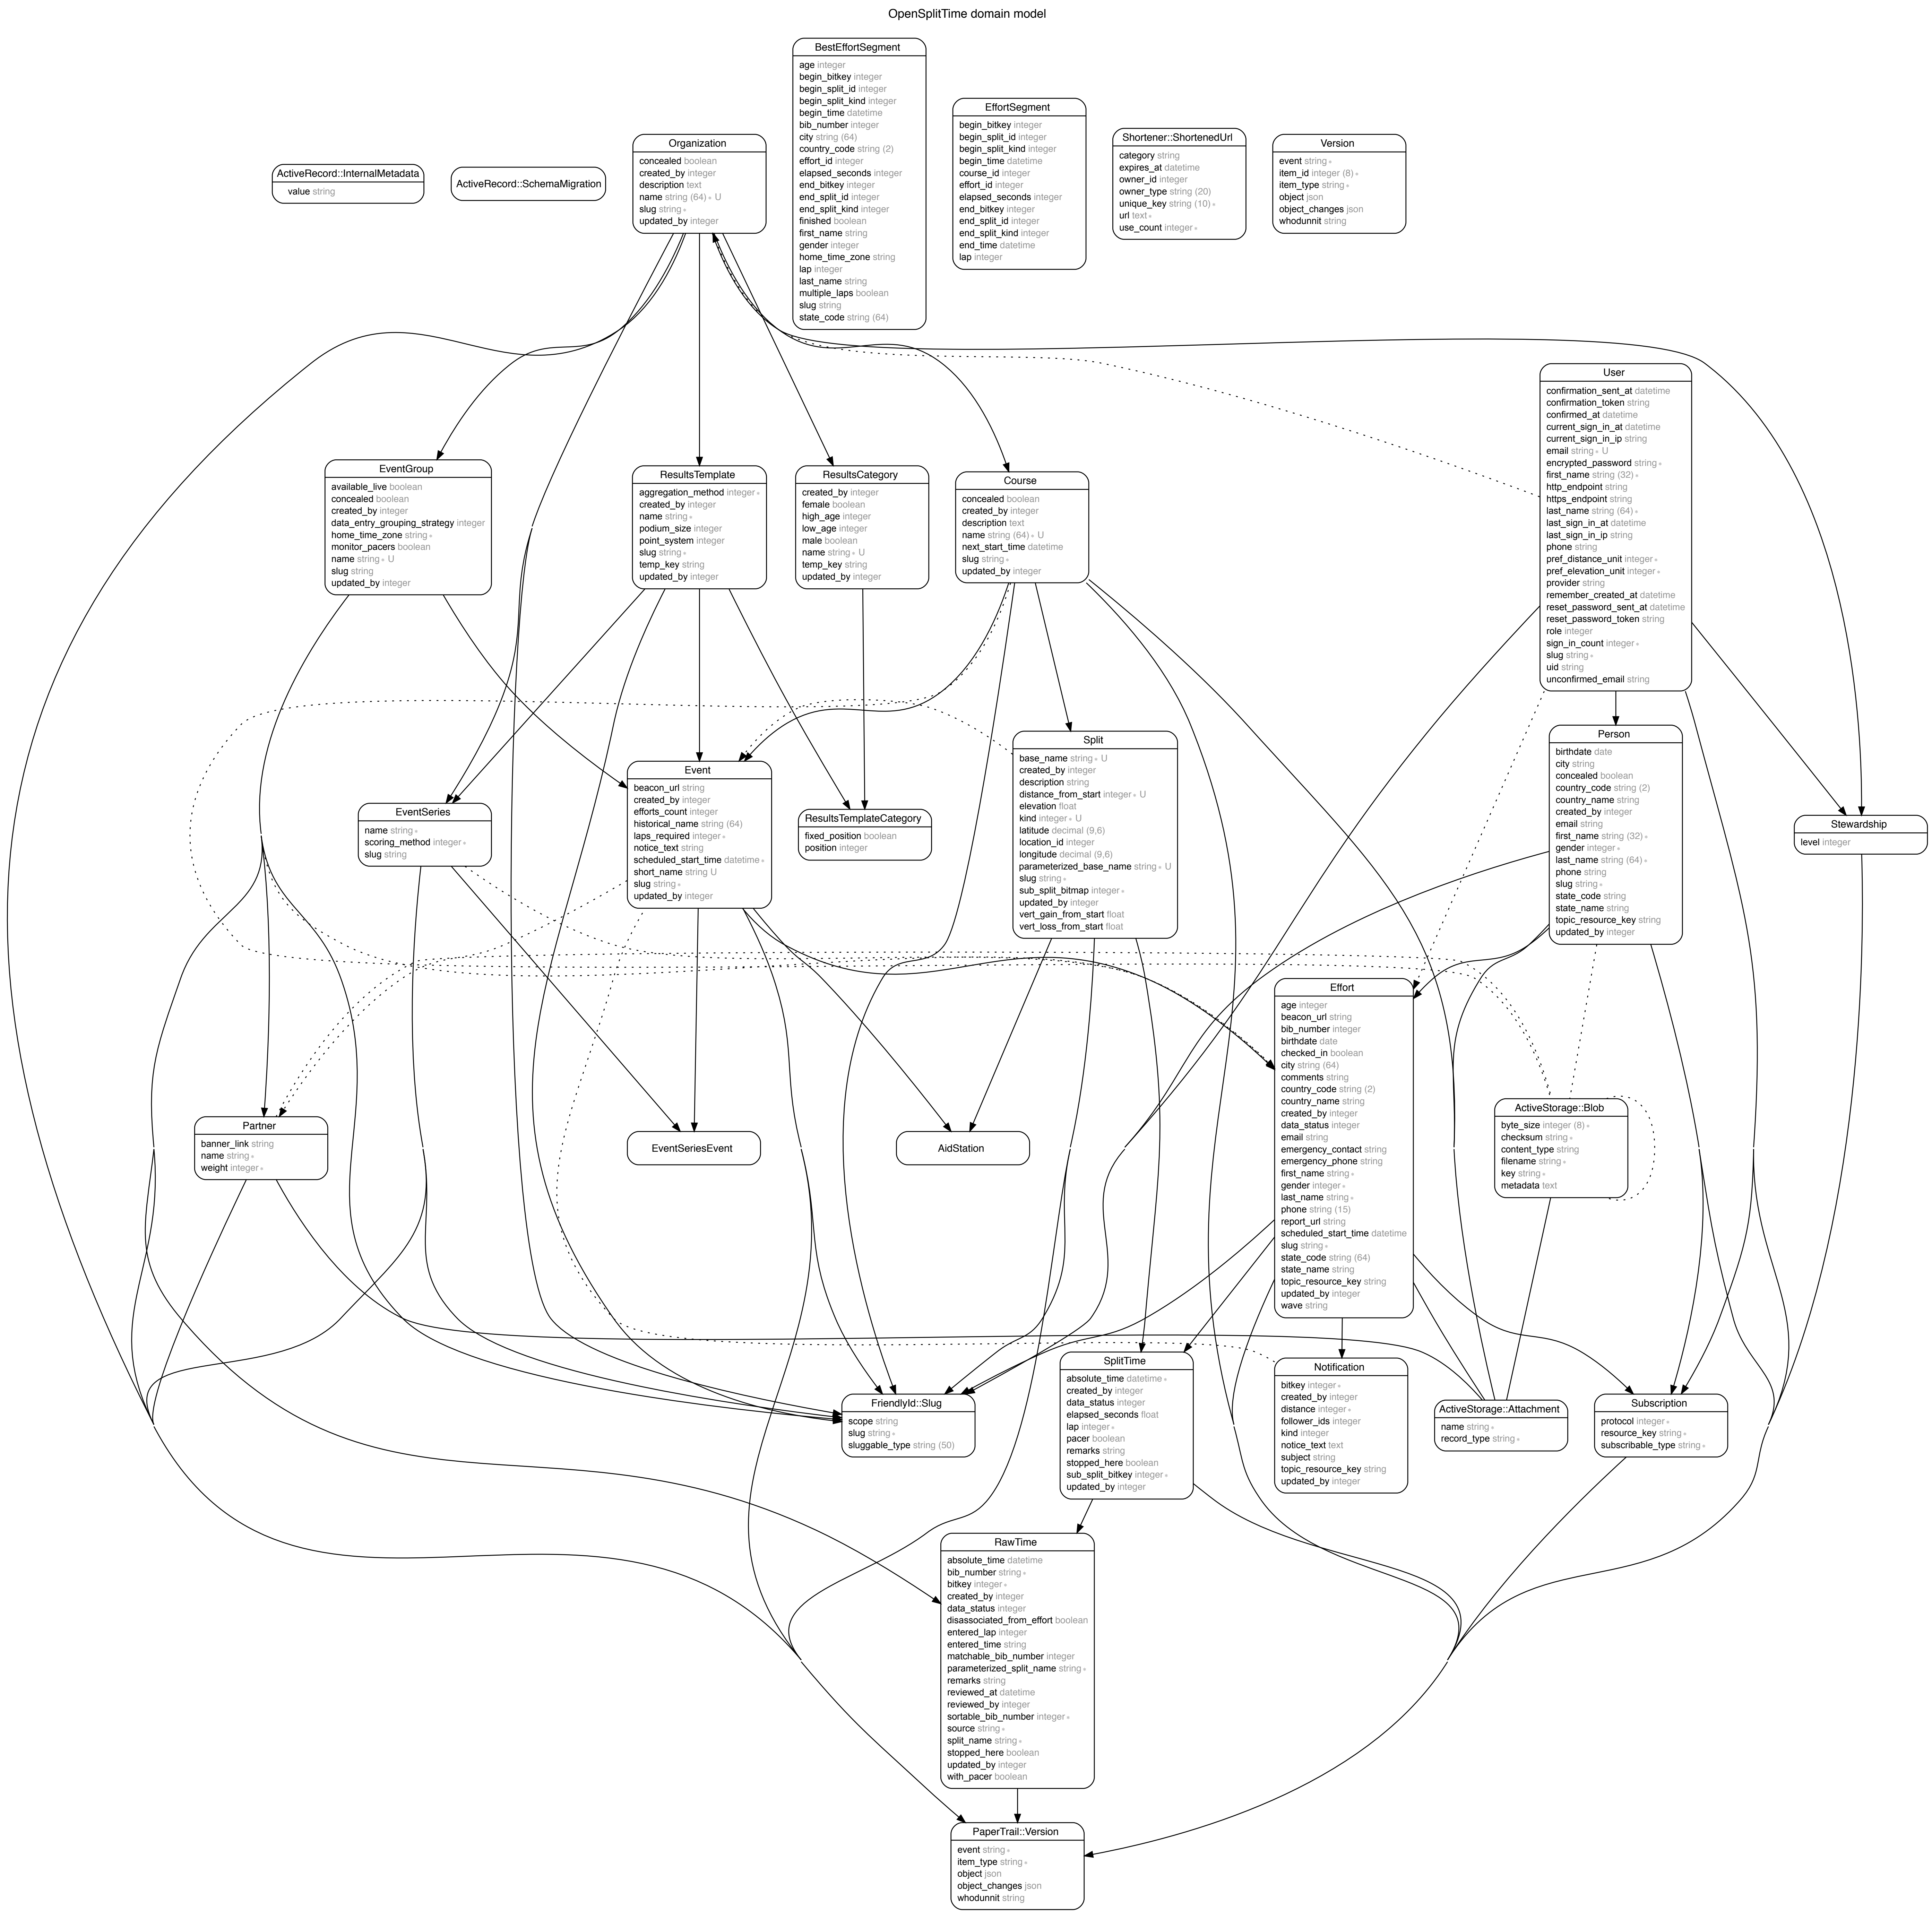 OpenSplitTime domain model
BestEffortSegment
age integer
begin_bitkey integer
begin_split_id integer
begin_split_kind integer
begin_time datetime
bib_number integer
city string (64)
country_code string (2)
effort_id integer
elapsed_seconds integer
end_bitkey integer
end_split_id integer
end_split_kind integer
finished boolean
first_name string
gender integer
home_time_zone string
lap integer
last_name string
multiple_laps boolean
slug string
state_code string (64)
EffortSegment
begin_bitkey integer
begin_split_id integer
begin_split_kind integer
begin_time datetime
course_id integer
effort_id integer
elapsed_seconds integer
end_bitkey integer
end_split_id integer
end_split_kind integer
end_time datetime
lap integer
Shortener::ShortenedUrl
category string
expires_at datetime
owner_id integer
owner_type string (20)
unique_key string (10) ∗
url text ∗
use_count integer ∗
Version
event string ∗
item_id integer (8) ∗
item_type string ∗
object json
object_changes json
whodunnit string
Organization
concealed boolean
created_by integer
description text
name string (64) ∗ U
slug string ∗
updated_by integer
ActiveRecord::InternalMetadata
value string
ActiveRecord::SchemaMigration
User
confirmation_sent_at datetime
confirmation_token string
confirmed_at datetime
current_sign_in_at datetime
current_sign_in_ip string
email string ∗ U
encrypted_password string ∗
first_name string (32) ∗
http_endpoint string
https_endpoint string
last_name string (64) ∗
last_sign_in_at datetime
last_sign_in_ip string
phone string
pref_distance_unit integer ∗
pref_elevation_unit integer ∗
provider string
remember_created_at datetime
reset_password_sent_at datetime
reset_password_token string
role integer
sign_in_count integer ∗
slug string ∗
uid string
unconfirmed_email string
EventGroup
available_live boolean
concealed boolean
created_by integer
data_entry_grouping_strategy integer
home_time_zone string ∗
monitor_pacers boolean
name string ∗ U
slug string
updated_by integer
ResultsTemplate
aggregation_method integer ∗
created_by integer
name string ∗
podium_size integer
point_system integer
slug string ∗
temp_key string
updated_by integer
ResultsCategory
created_by integer
female boolean
high_age integer
low_age integer
male boolean
name string ∗ U
temp_key string
updated_by integer
Course
concealed boolean
created_by integer
description text
name string (64) ∗ U
next_start_time datetime
slug string ∗
updated_by integer
Person
birthdate date
city string
concealed boolean
country_code string (2)
country_name string
created_by integer
email string
first_name string (32) ∗
gender integer ∗
last_name string (64) ∗
phone string
slug string ∗
state_code string
state_name string
topic_resource_key string
updated_by integer
Split
base_name string ∗ U
created_by integer
description string
distance_from_start integer ∗ U
elevation float
kind integer ∗ U
latitude decimal (9,6)
location_id integer
longitude decimal (9,6)
parameterized_base_name string ∗ U
slug string ∗
sub_split_bitmap integer ∗
updated_by integer
vert_gain_from_start float
vert_loss_from_start float
Event
beacon_url string
created_by integer
efforts_count integer
historical_name string (64)
laps_required integer ∗
notice_text string
scheduled_start_time datetime ∗
short_name string U
slug string ∗
updated_by integer
EventSeries
name string ∗
scoring_method integer ∗
slug string
ResultsTemplateCategory
fixed_position boolean
position integer
Stewardship
level integer
Effort
age integer
beacon_url string
bib_number integer
birthdate date
checked_in boolean
city string (64)
comments string
country_code string (2)
country_name string
created_by integer
data_status integer
email string
emergency_contact string
emergency_phone string
first_name string ∗
gender integer ∗
last_name string ∗
phone string (15)
report_url string
scheduled_start_time datetime
slug string ∗
state_code string (64)
state_name string
topic_resource_key string
updated_by integer
wave string
ActiveStorage::Blob
byte_size integer (8) ∗
checksum string ∗
content_type string
filename string ∗
key string ∗
metadata text
Partner
banner_link string
name string ∗
weight integer ∗
EventSeriesEvent
AidStation
SplitTime
absolute_time datetime ∗
created_by integer
data_status integer
elapsed_seconds float
lap integer ∗
pacer boolean
remarks string
stopped_here boolean
sub_split_bitkey integer ∗
updated_by integer
Notification
bitkey integer ∗
created_by integer
distance integer ∗
follower_ids integer
kind integer
notice_text text
subject string
topic_resource_key string
updated_by integer
FriendlyId::Slug
scope string
slug string ∗
sluggable_type string (50)
ActiveStorage::Attachment
name string ∗
record_type string ∗
Subscription
protocol integer ∗
resource_key string ∗
subscribable_type string ∗
RawTime
absolute_time datetime
bib_number string ∗
bitkey integer ∗
created_by integer
data_status integer
disassociated_from_effort boolean
entered_lap integer
entered_time string
matchable_bib_number integer
parameterized_split_name string ∗
remarks string
reviewed_at datetime
reviewed_by integer
sortable_bib_number integer ∗
source string ∗
split_name string ∗
stopped_here boolean
updated_by integer
with_pacer boolean
PaperTrail::Version
event string ∗
item_type string ∗
object json
object_changes json
whodunnit string